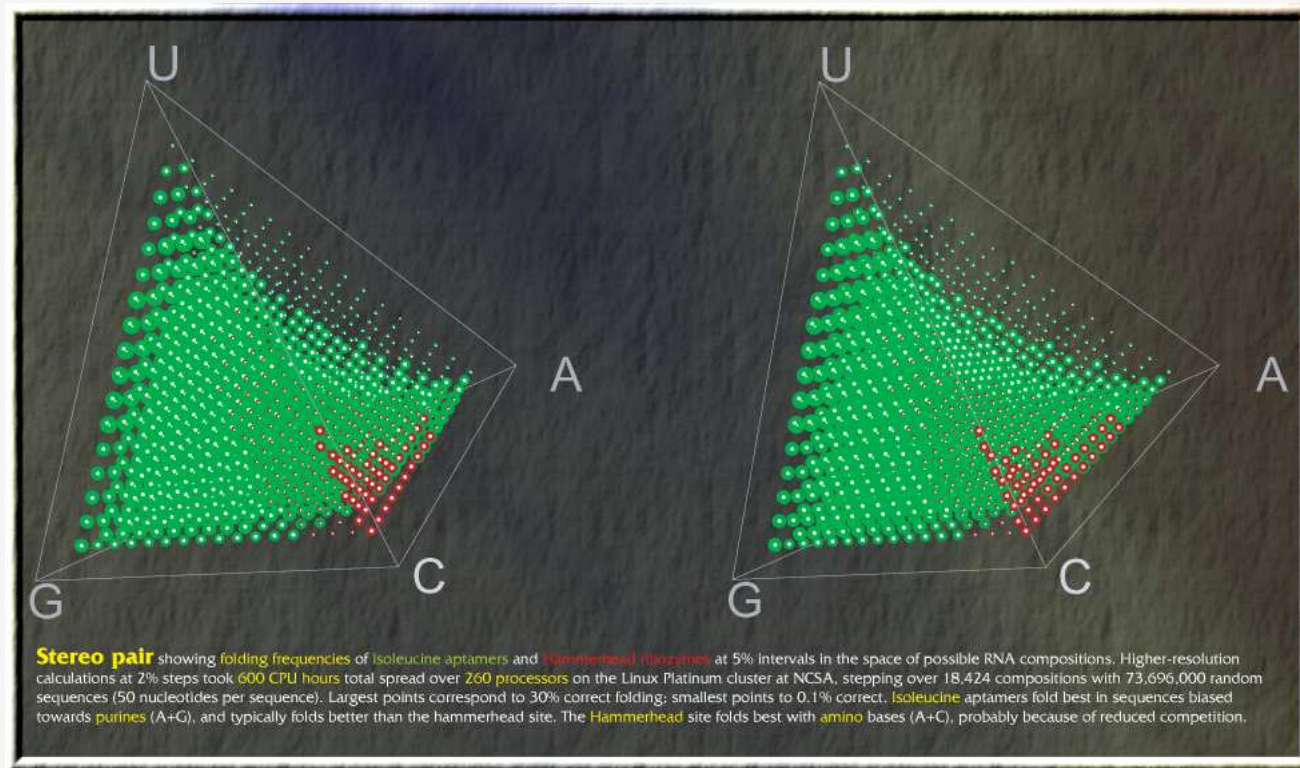 U
U
A
A
C
C
G
G
Stereo pair showing folding frequencies of Isoleucine aptamers and Hammerhead ribozymes at 5% intervals in the space of possible RNA compositions. Higher-resolution
calculations at 2% steps took 600 CPU hours total spread over 260 processors on the Linux Platinum cluster at NCSA, stepping over 18,424 compositions with 73,696,000 random
sequences (50 nucleotides per sequence). Largest points correspond to 30% correct folding; smallest points to 0.1% correct. Isoleucine aptamers fold best in sequences biased
towards purines (A+G), and typically folds better than the hammerhead site. The Hammerhead site folds best with amino bases (A+C), probably because of reduced competition.